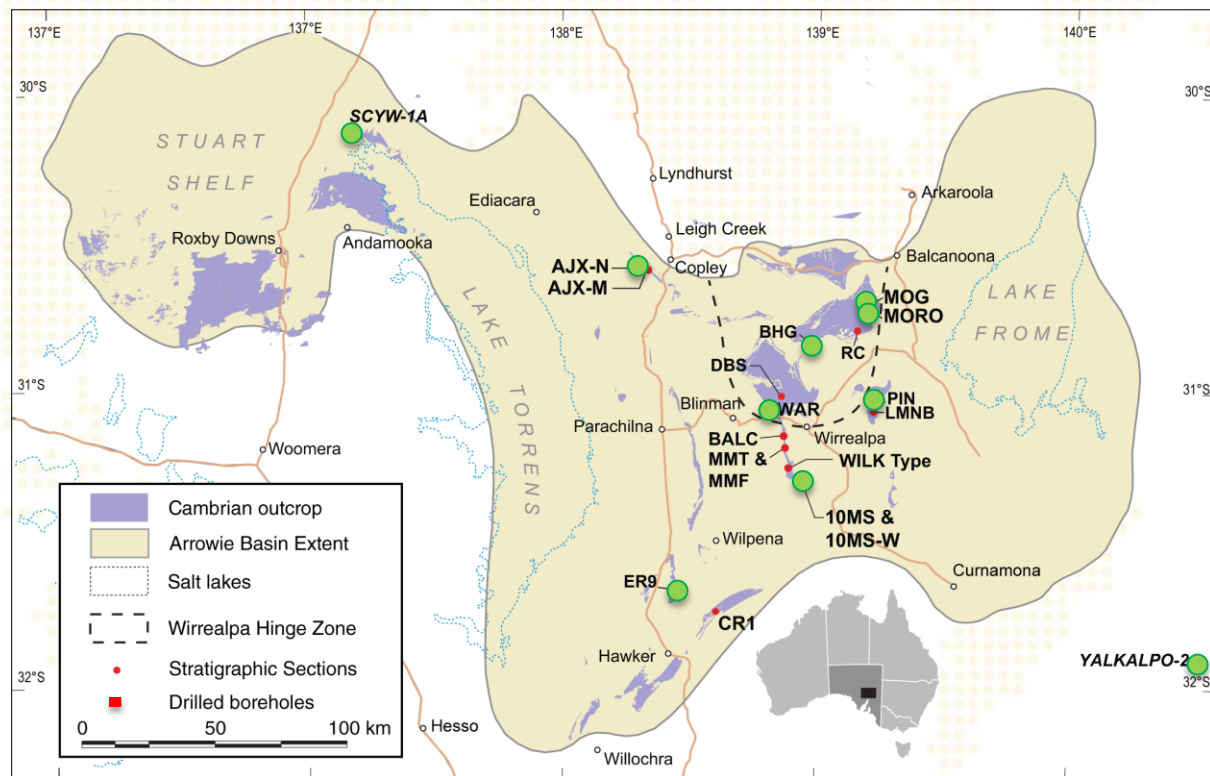 137°E
137°E
138°E
139°E
140°E
30°S
30°S
SCYW-1A
STUART
SHELF
Lyndhurst
Ediacara
Arkaroola
Leigh Creek
Roxby Downs
Andamooka
AJX-N
Copley
Balcanoona
AJX-M
LAKE
FROME
MOG
MORO
LAKE
TORRENS
BHG
RC
DBS
31°S
31°S
Blinman
WAR
PIN
LMNB
Parachilna
Wirrealpa
BALC
MMT &
MMF
WILK Type
Woomera
10MS &
10MS-W
Wilpena
Curnamona
ER9
CR1
Hawker
YALKALPO-2
32°S
32°S
Hesso
Willochra
Cambrian outcrop
Arrowie Basin Extent
Salt lakes
Wirrealpa Hinge Zone
Stratigraphic Sections
Drilled boreholes
0 50 100 km